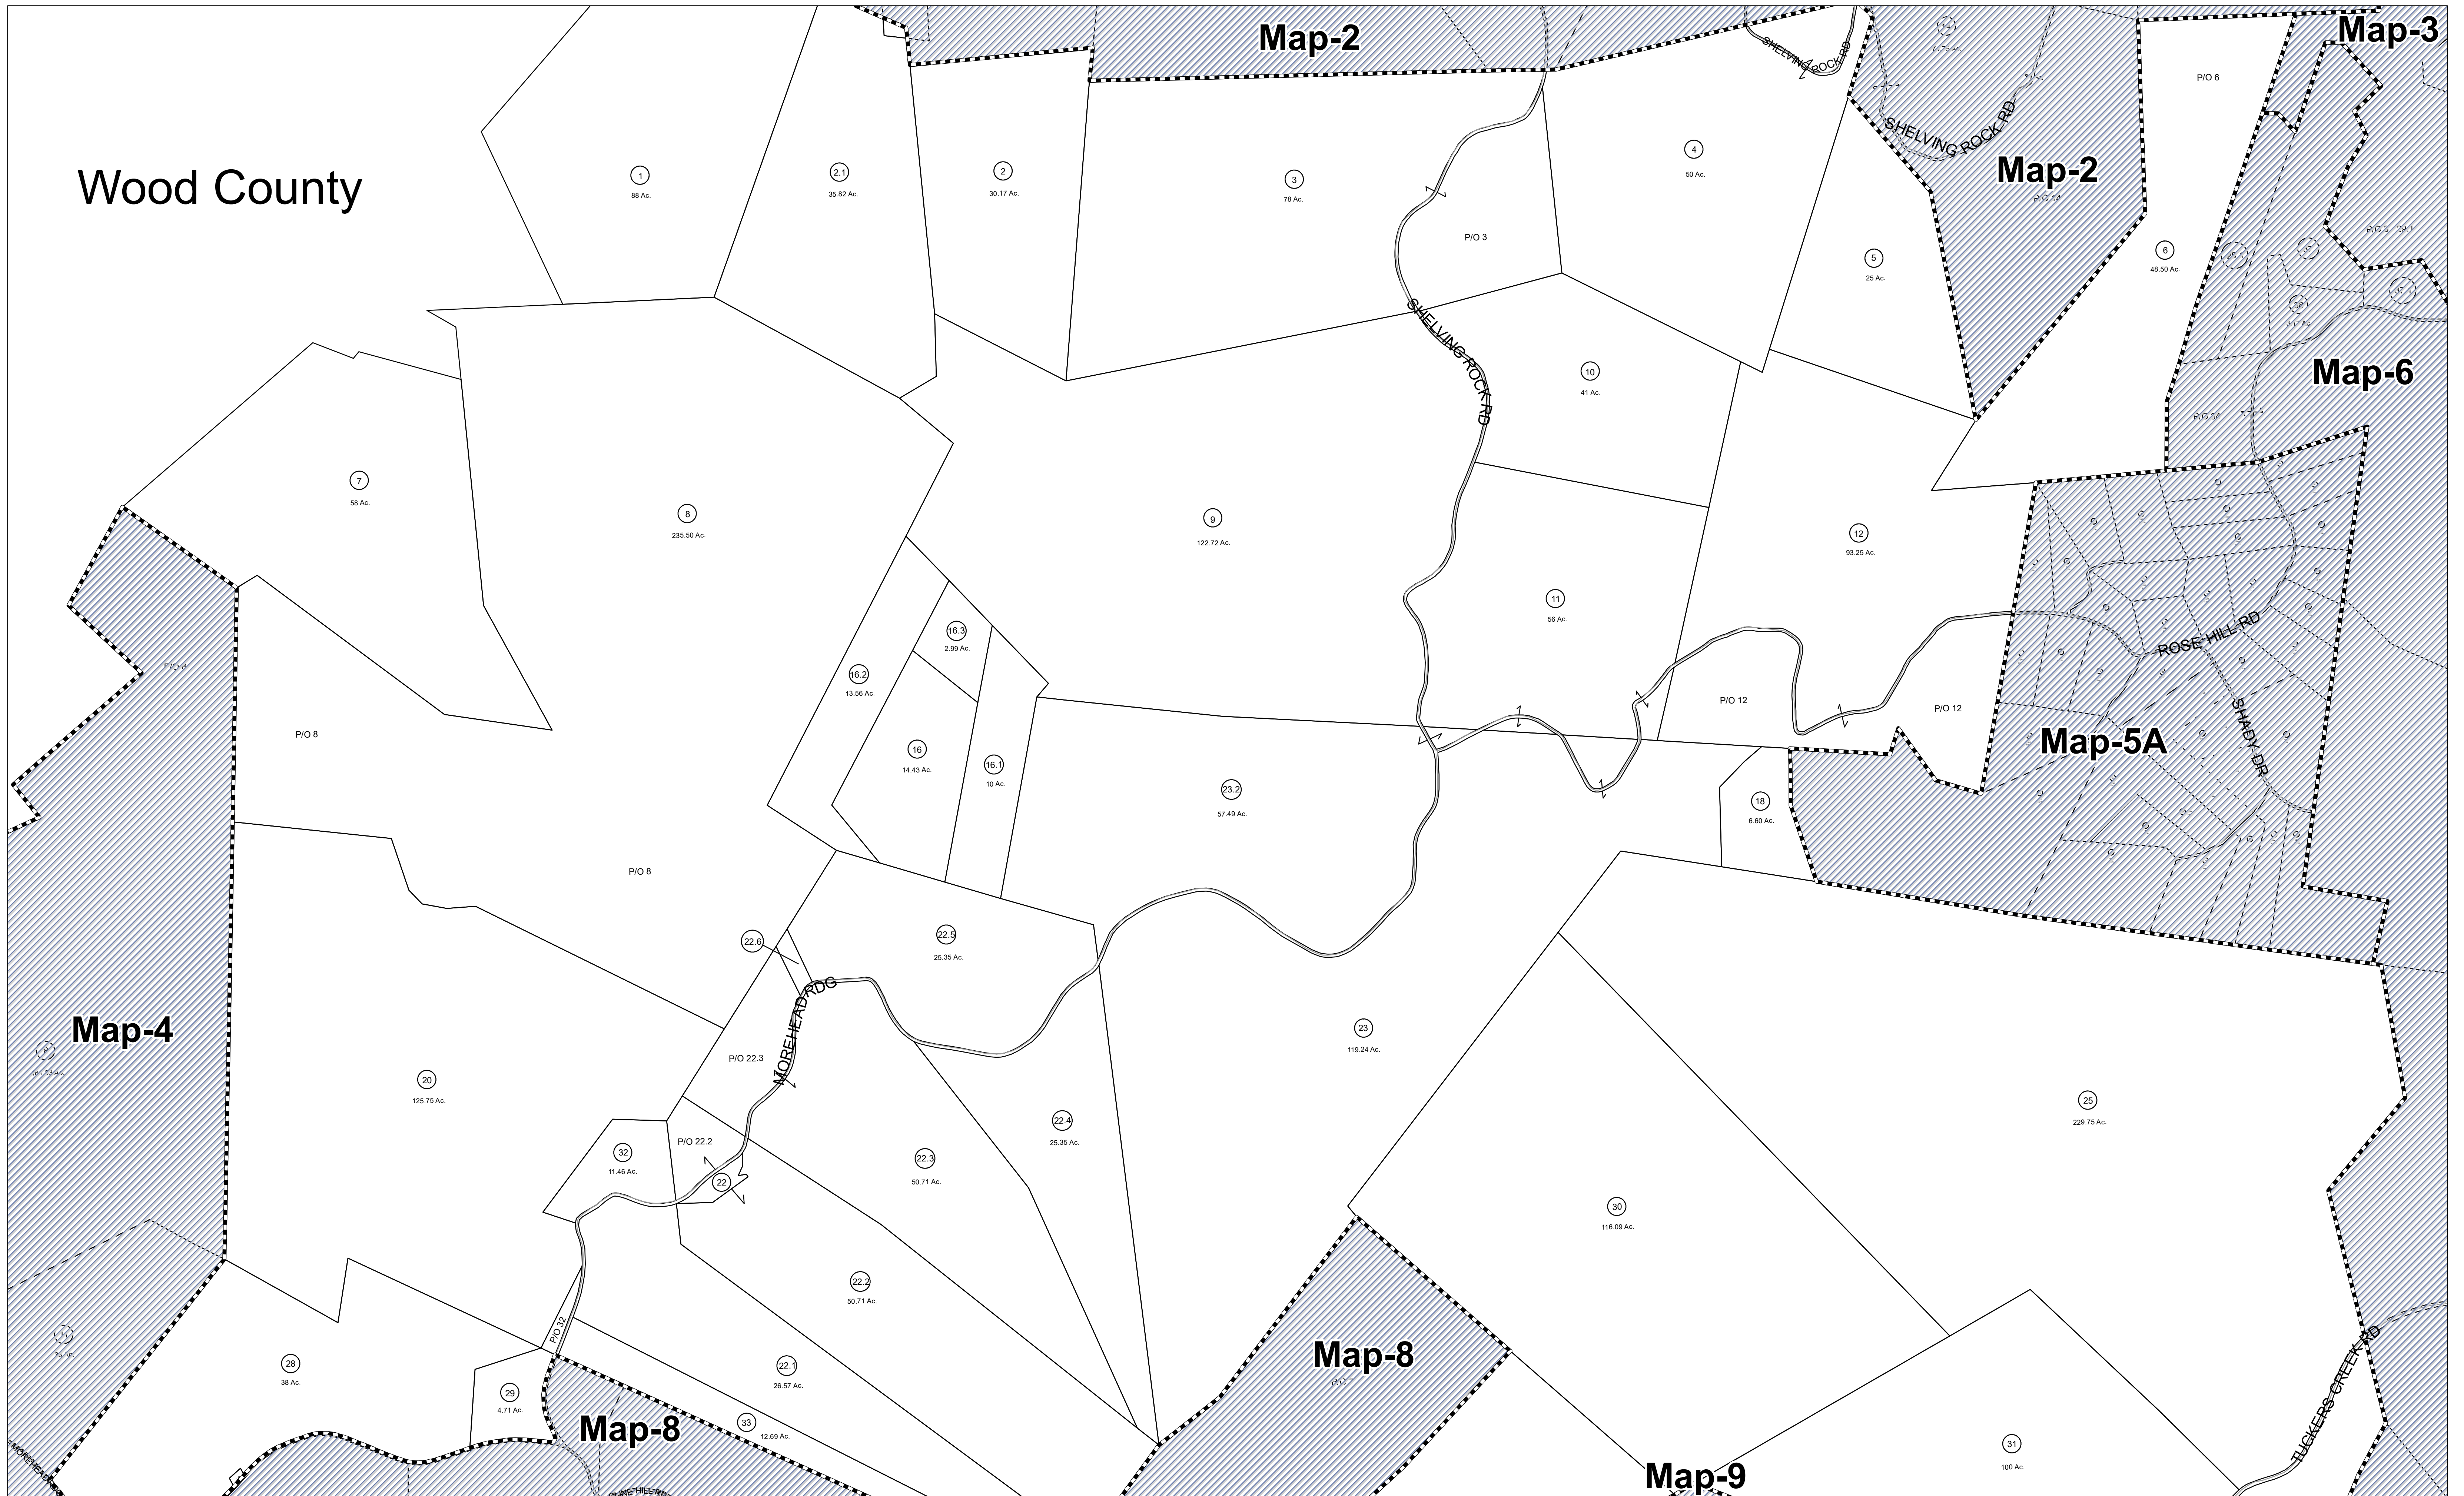 Map-2
Map-3
SHELVING ROCK RD
P/O 6
SHELVING ROCK RD
Wood County
1
88 Ac.
2.1
35.82 Ac.
2
30.17 Ac.
3
78 Ac.
4
50 Ac.
Map-2
P/O 3
5
25 Ac.
6
48.50 Ac.
SHELVING ROCK RD
10
41 Ac.
Map-6
7
58 Ac.
8
235.50 Ac.
9
122.72 Ac.
12
93.25 Ac.
11
56 Ac.
16.3
2.99 Ac.
16.2
13.56 Ac.
ROSE HILL RD
SHADY DR
P/O 12
P/O 12
P/O 8
16
14.43 Ac.
16.1
10 Ac.
Map-5A
23.2
57.49 Ac.
18
6.60 Ac.
P/O 8
22.6
22.5
25.35 Ac.
MOREHEAD RDG
Map-4
23
119.24 Ac.
P/O 22.3
20
125.75 Ac.
25
229.75 Ac.
22.4
25.35 Ac.
P/O 22.2
32
11.46 Ac.
22
22.3
50.71 Ac.
30
116.09 Ac.
22.2
50.71 Ac.
P/O 32
Map-8
TUCKERS CREEK RD
28
38 Ac.
22.1
26.57 Ac.
29
4.71 Ac.
Map-8
33
12.69 Ac.
31
100 Ac.
Map-9